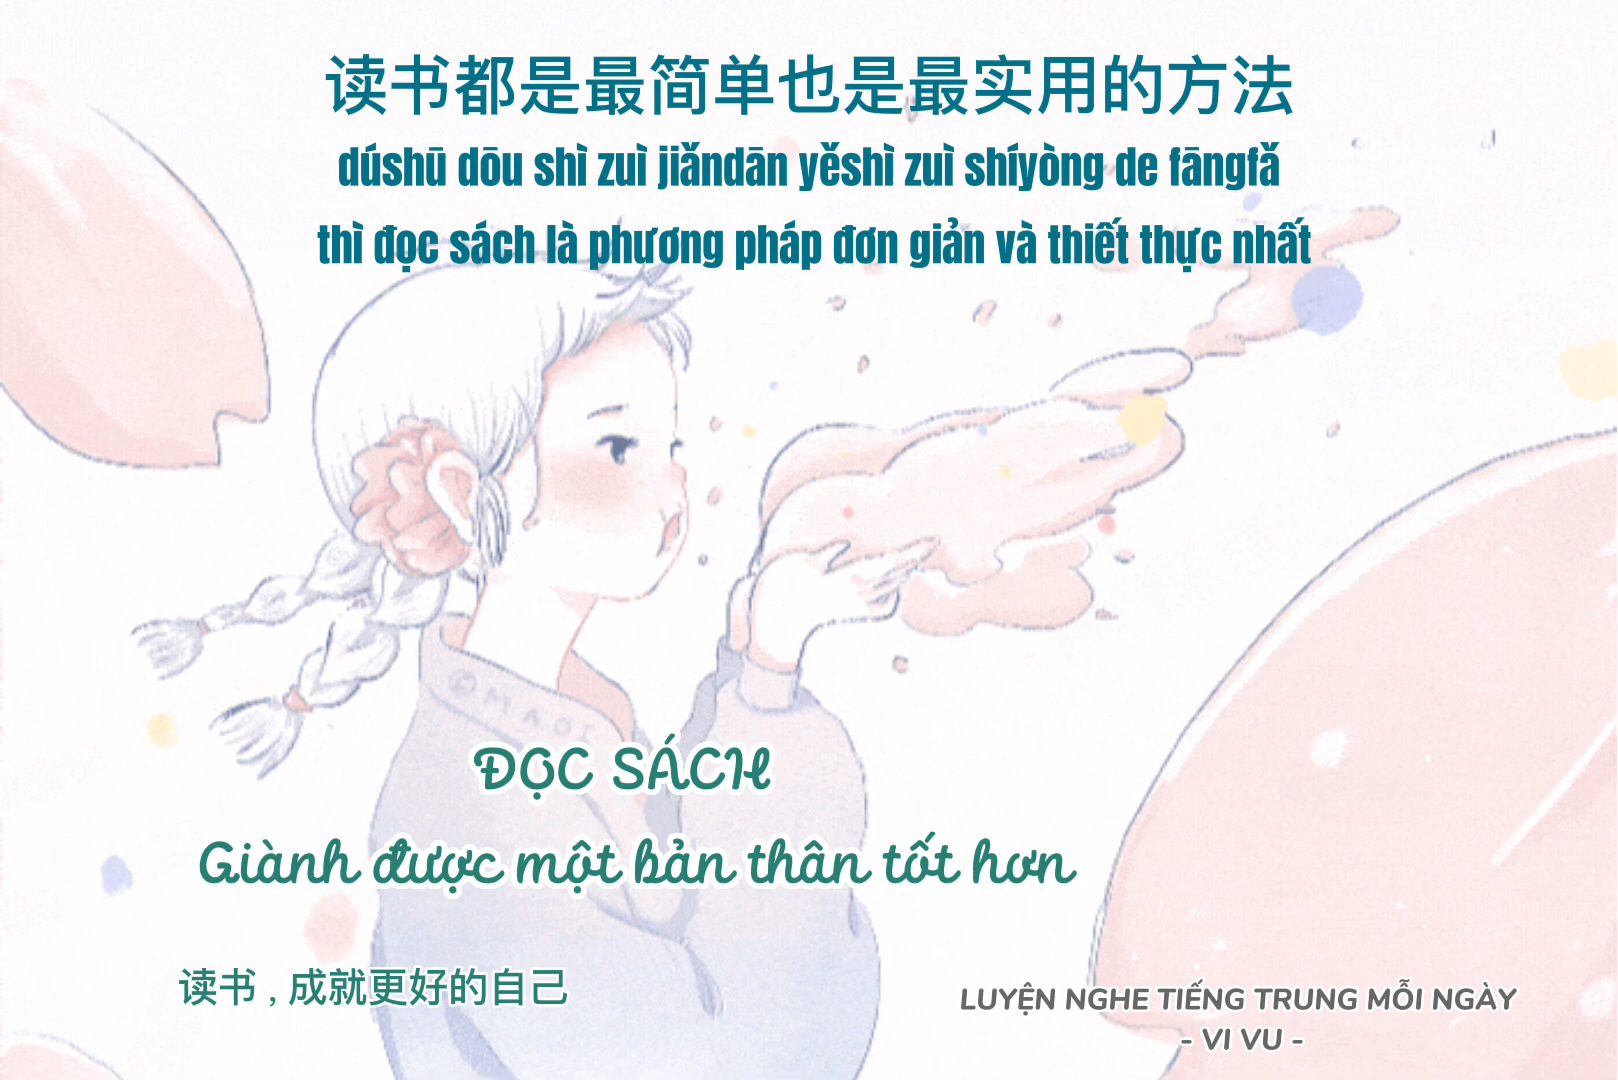 读书都是最简单也是最实用的方法
dúshū dōu shì zuì jiǎndān yěshì zuì shíyòng de fāngfǎ
thì đọc sách là phương pháp đơn giản và thiết thực nhất
©MAOI
ĐỌC SÁCH
Giành được một bản thân tốt hơn
读书 , 成就更好的自己
LUYỆN NGHE TIẾNG TRUNG MỖI NGÀY
- VI VU -